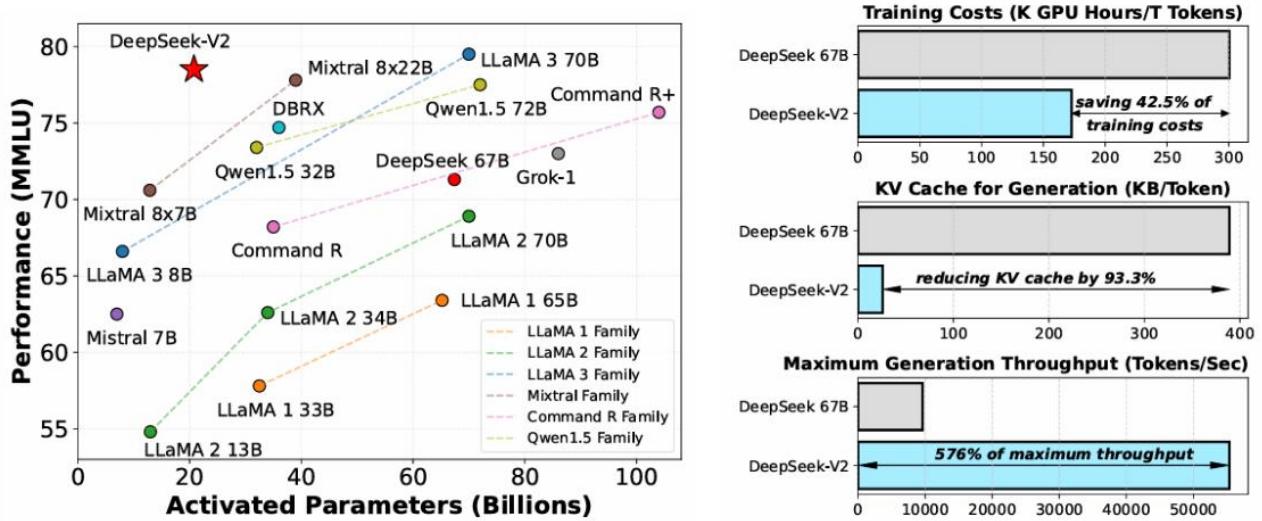 Performance (MMLU)
80
75
70
65
60
55
DeepSeek-V2
Mixtral 8x22B
LLaMA 3 70B
DBRX
Qwen1.5 72B
Command R+
Qwen1.5 32B
DeepSeek 67B
Grok-1
Mixtral 8x7B
Command R
LLaMA 2 70B
LLaMA 3 8B
LLaMA 1 65B
Mistral 7B
LLaMA 2 34B
LLaMA 1 33B
LLaMA 2 13B
LLaMA 1 Family
LLaMA 2 Family
LLaMA 3 Family
Mixtral Family
Command R Family
Qwen1.5 Family
0 20 40 60 80 100
Activated Parameters (Billions)
Training Costs (K GPU Hours/T Tokens)
DeepSeek 67B
DeepSeek-V2
saving 42.5% of
training costs
0 50 100 150 200 250 300
KV Cache for Generation (KB/Token)
DeepSeek 67B
DeepSeek-V2
reducing KV cache by 93.3%
0 100 200 300 400
Maximum Generation Throughput (Tokens/Sec)
DeepSeek 67B
DeepSeek-V2
576% of maximum throughput
0 10000 20000 30000 40000 50000